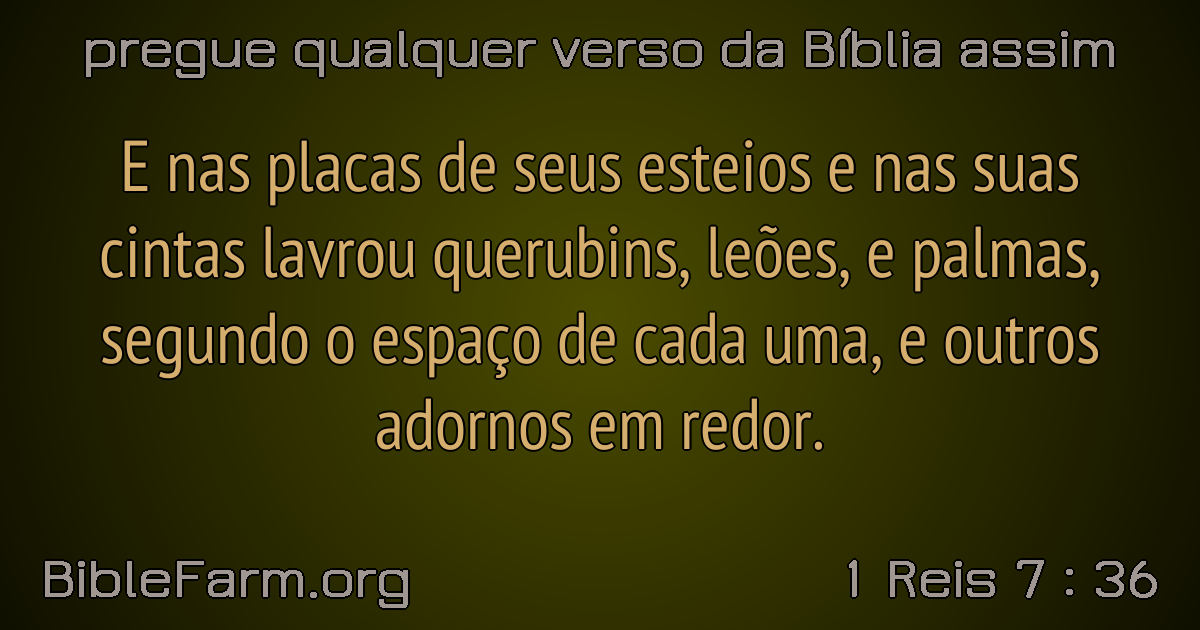 pregue qualquer verso da Bíblia assim
E nas placas de seus esteios e nas suas
cintas lavrou querubins, leões, e palmas,
segundo o espaço de cada uma, e outros
adornos em redor.
BibleFarm.org
1 Reis 7 : 36